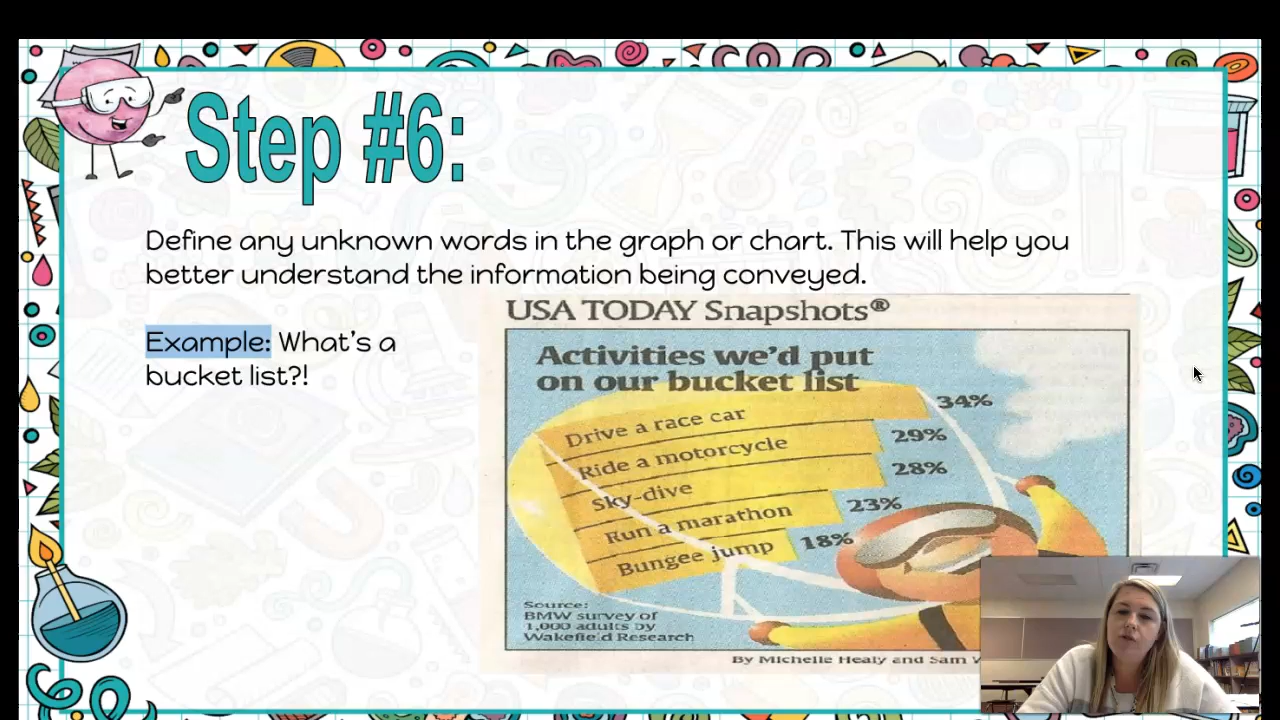 Step #6:
Define any unknown words in the graph or chart. This will help you
better understand the information being conveyed.
Example: What's a
bucket list?!
USA TODAY Snapshots®
Activities we'd put
on our bucket list
Drive a race car 34%
Ride a motorcycle 29%
Sky-dive 28%
Run a marathon 23%
Bungee jump 18%
Source:
BMW survey of
1,000 adults by
Wakefield Research
By Michelle Healy and Sam